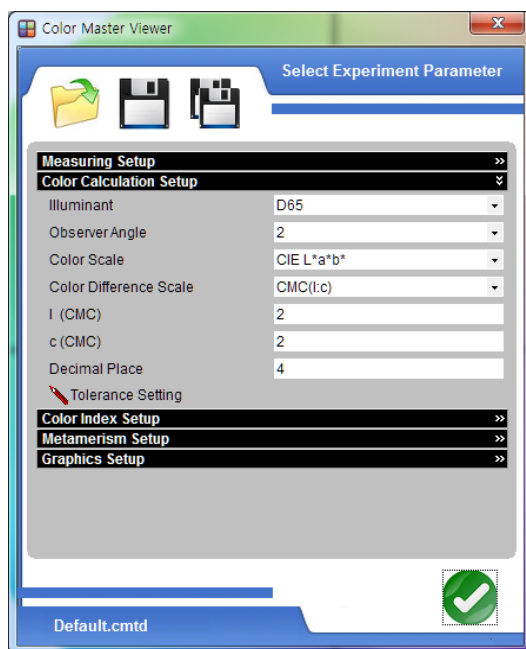 Color Master Viewer
Select Experiment Parameter
Measuring Setup
Color Calculation Setup
Illuminant D65
Observer Angle 2
Color Scale CIE L*a*b*
Color Difference Scale CMC(l:c)
l (CMC) 2
c (CMC) 2
Decimal Place 4
Tolerance Setting
Color Index Setup
Metamerism Setup
Graphics Setup
Default.cmtd